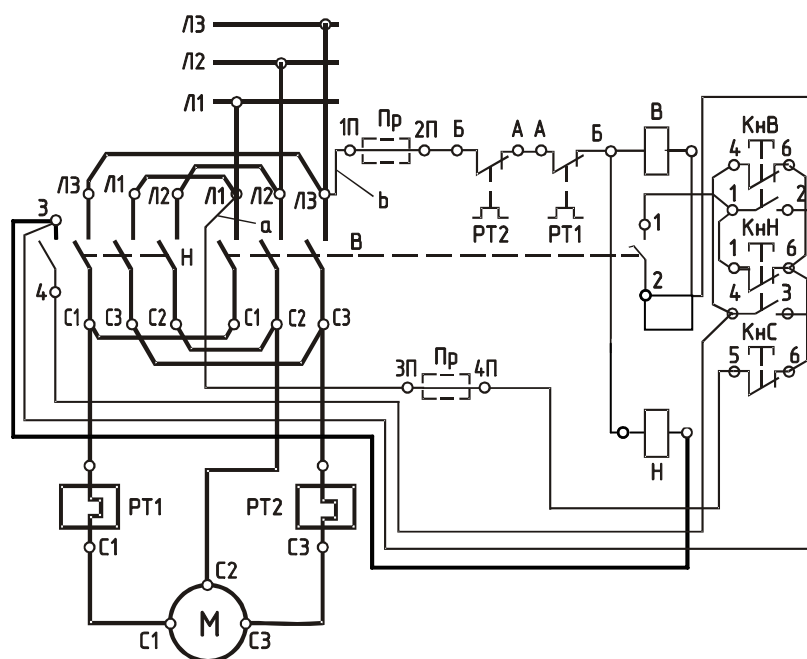 Л3
Л2
Л1
1П Пр 2П Б А А Б В
КнВ
4 6
Л3 Л1 Л2 Л1 Л2 Л3 b
1 2
3 а РТ2 РТ1 1
КнН
Н В
1 6
4 2
4 3
С1 С3 С2 С1 С2 С3
КнС
3П Пр 4П
5 6
Н
РТ1 РТ2
С1 С3
С2
М
С1 С3